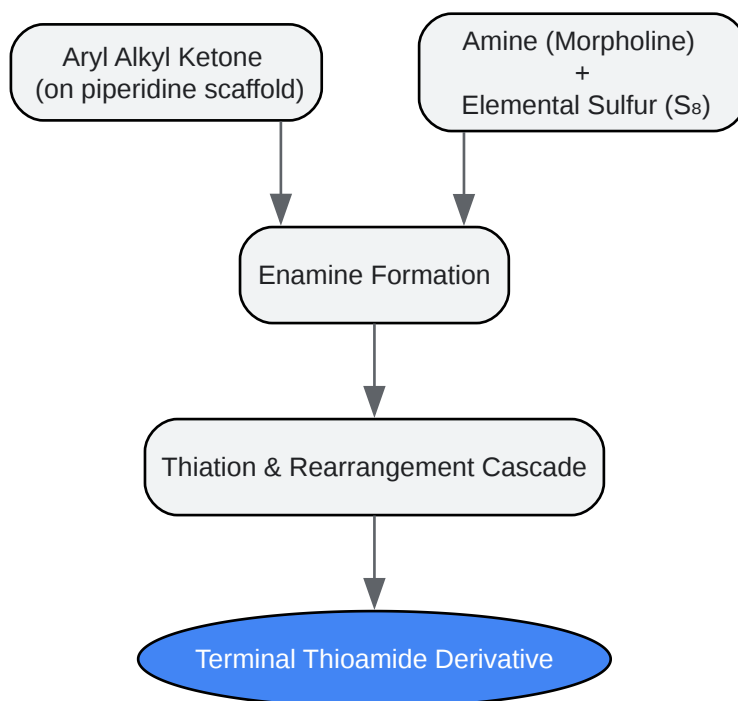 Aryl Alkyl Ketone
(on piperidine scaffold)
Amine (Morpholine)
+
Elemental Sulfur (S₈)
Enamine Formation
Thiation & Rearrangement Cascade
Terminal Thioamide Derivative